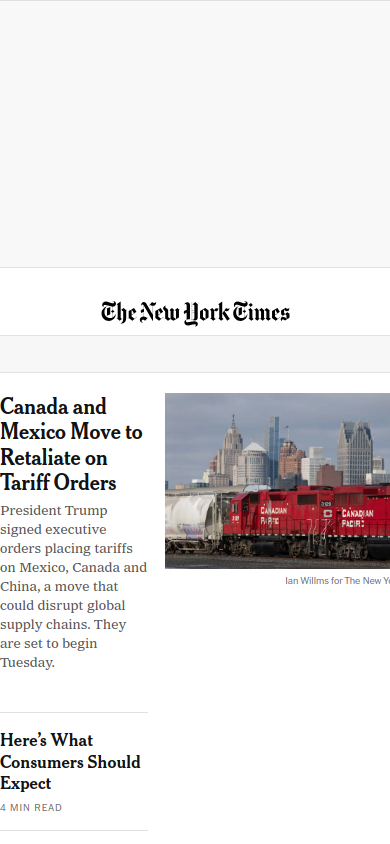 The New York Times
Canada and
Mexico Move to
Retaliate on
Tariff Orders
President Trump
signed executive
orders placing tariffs
on Mexico, Canada and
China, a move that
could disrupt global
supply chains. They
are set to begin
Tuesday.
CANADIAN
PACIFIC
CANADIAN
PACIFIC
Ian Willms for The New Yo
Here's What
Consumers Should
Expect
4 MIN READ